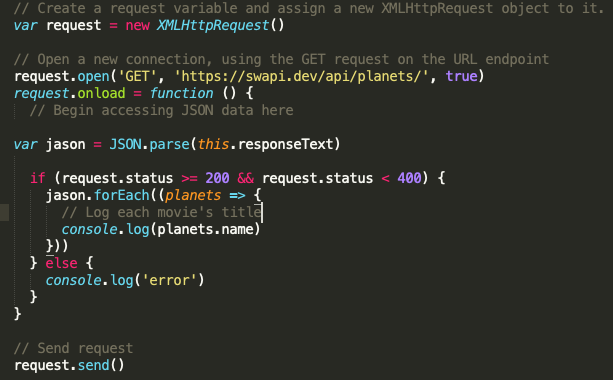 // Create a request variable and assign a new XMLHttpRequest object to it.
var request = new XMLHttpRequest()
// Open a new connection, using the GET request on the URL endpoint
request.open('GET', 'https://swapi.dev/api/planets/', true)
request.onload = function () {
// Begin accessing JSON data here
var jason = JSON.parse(this.responseText)
if (request.status >= 200 && request.status < 400) {
jason.forEach((planets => {
// Log each movie's title
console.log(planets.name)
}))
} else {
console.log('error')
}
}
// Send request
request.send()